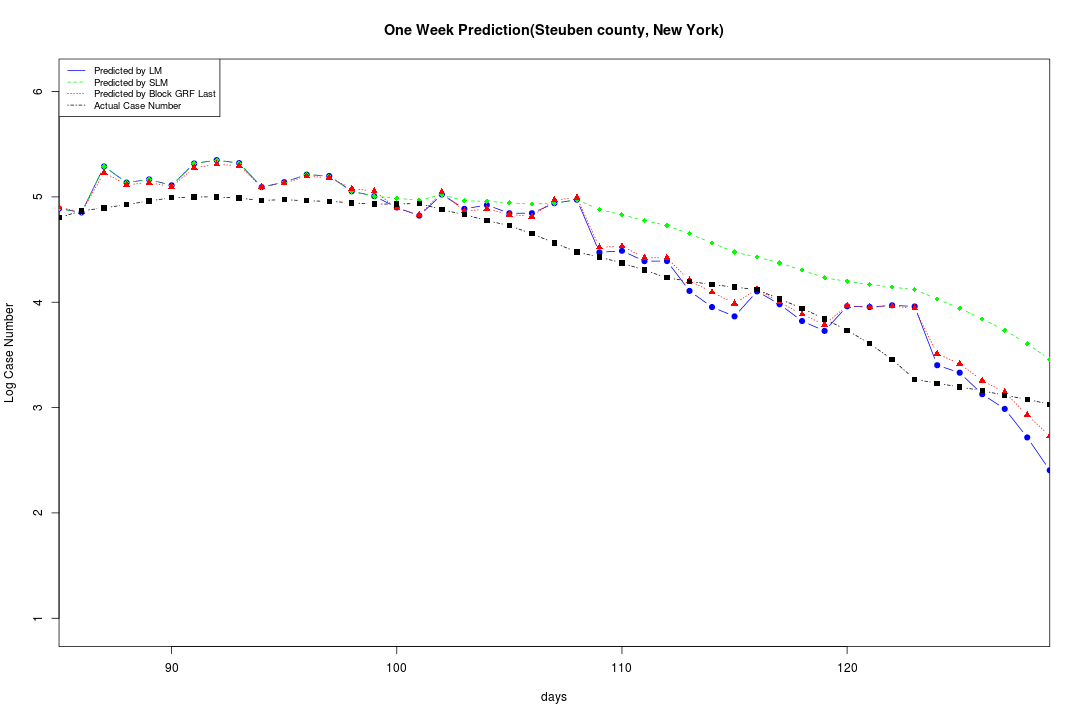 One Week Prediction(Steuben county, New York)
Predicted by LM
Predicted by SLM
Predicted by Block GRF Last
Actual Case Number
6
5
4
3
2
1
Log Case Number
90 100 110 120
days